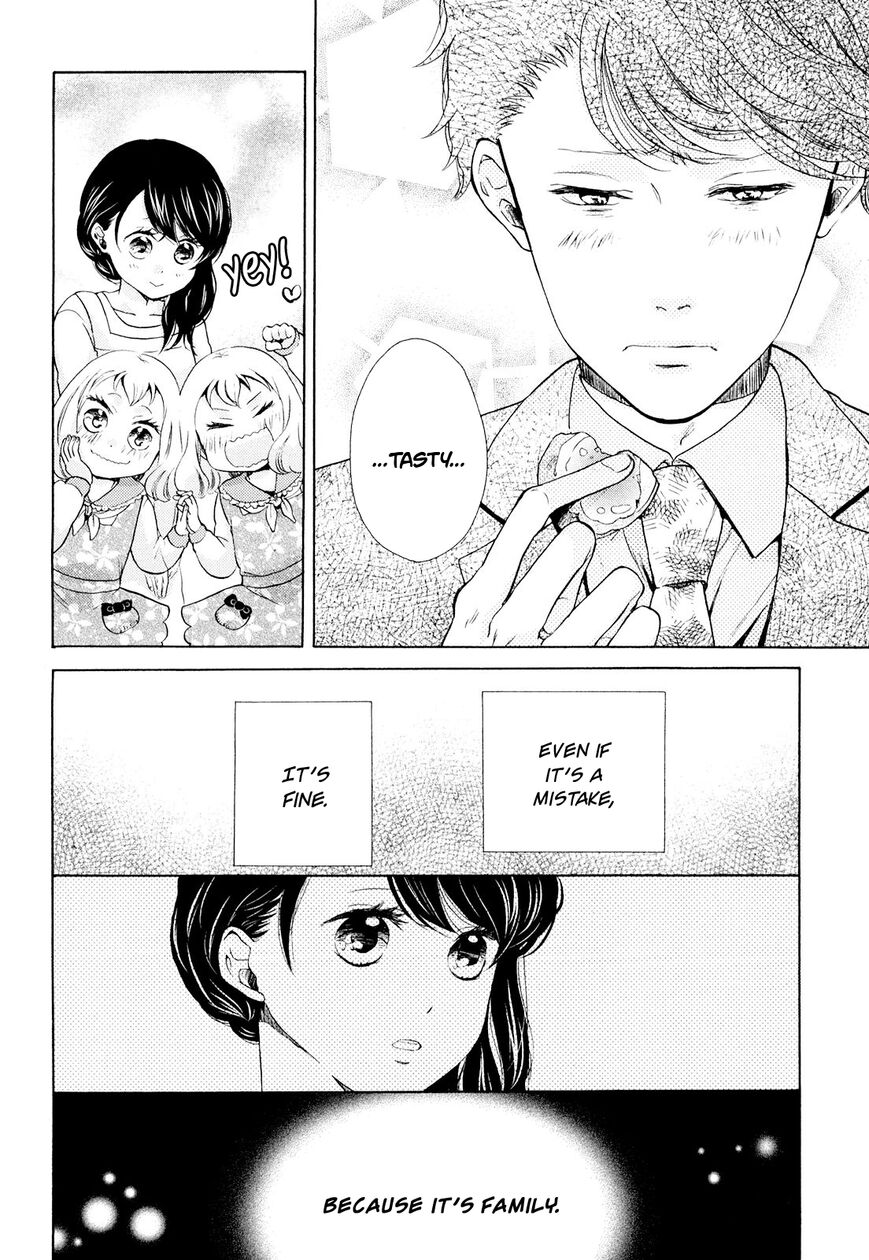 ...TASTY...
yey!
EVEN IF
IT'S A
MISTAKE,
IT'S
FINE.
BECAUSE IT'S FAMILY.